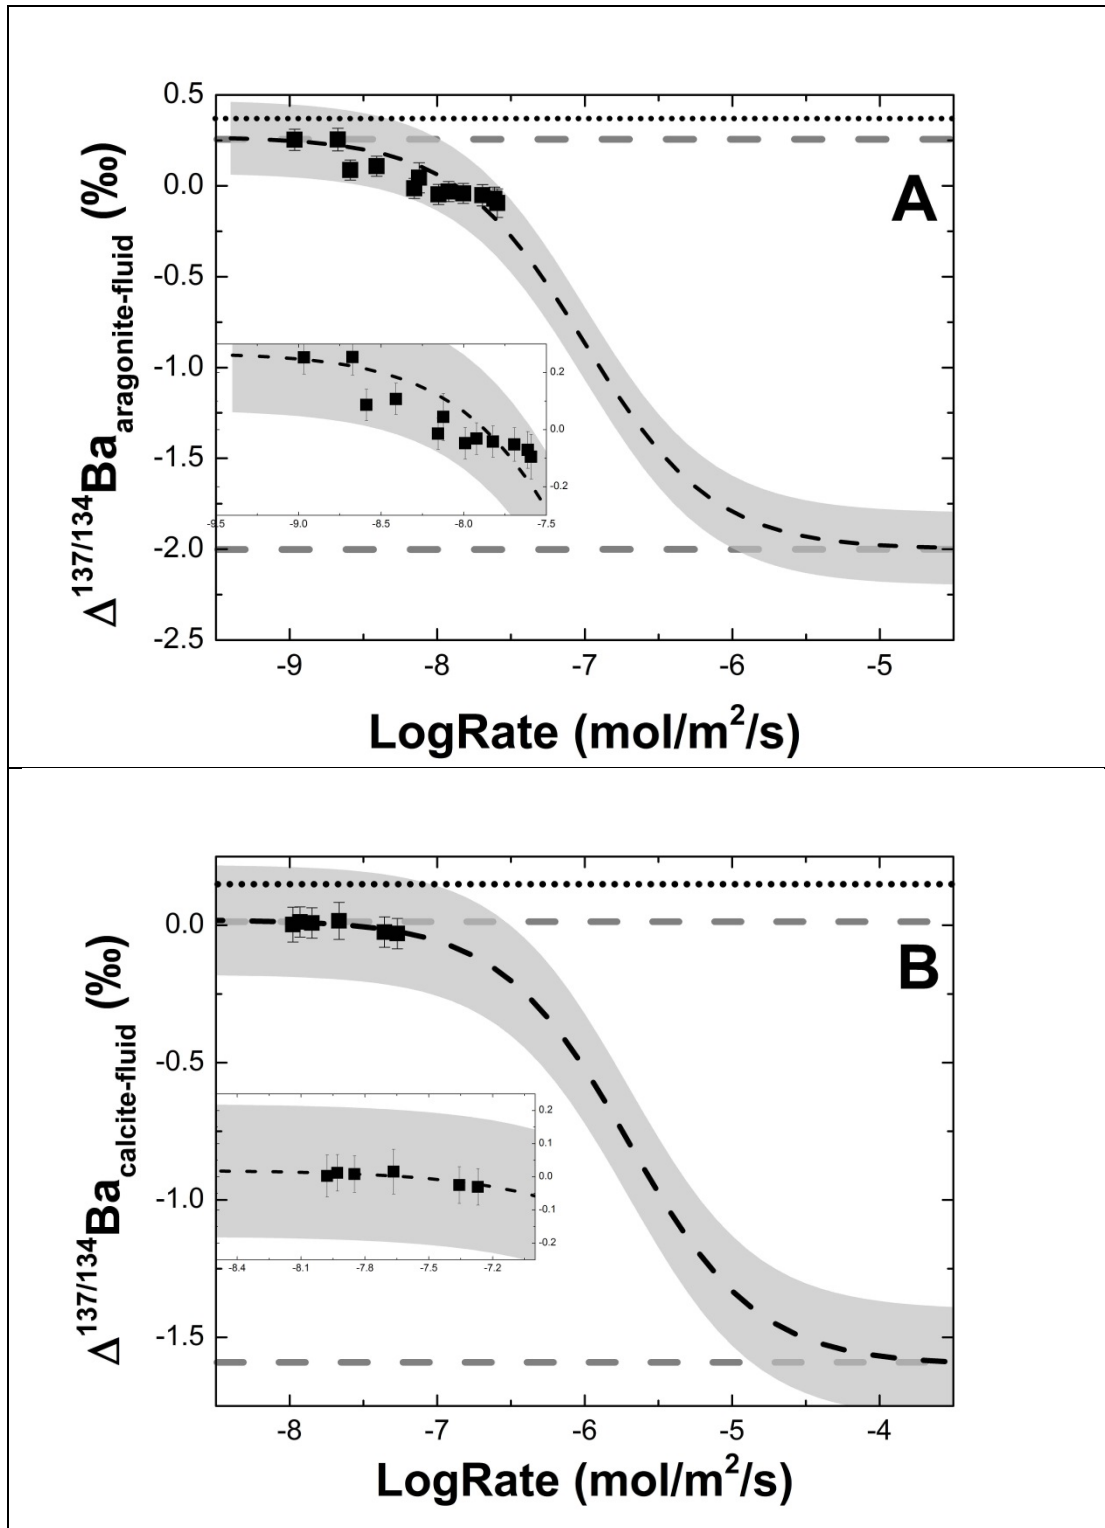 0.5
0.0
-0.5
-1.0
-1.5
-2.0
-2.5
A
Δ137/134Ba aragonite-fluid (‰)
0.2
0.0
-0.2
-9.5 -9.0 -8.5 -8.0 -7.5
-9 -8 -7 -6 -5
LogRate (mol/m²/s)
0.0
-0.5
-1.0
-1.5
B
Δ137/134Ba calcite-fluid (‰)
0.2
0.1
0.0
-0.1
-0.2
-8.4 -8.1 -7.8 -7.5 -7.2
-8 -7 -6 -5 -4
LogRate (mol/m²/s)